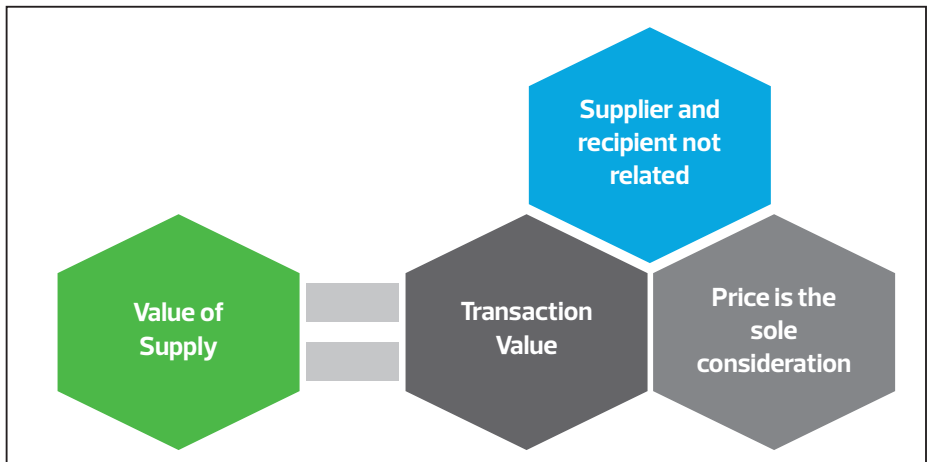 Supplier and
recipient not
related
Value of
Supply
Transaction
Value
Price is the
sole
consideration